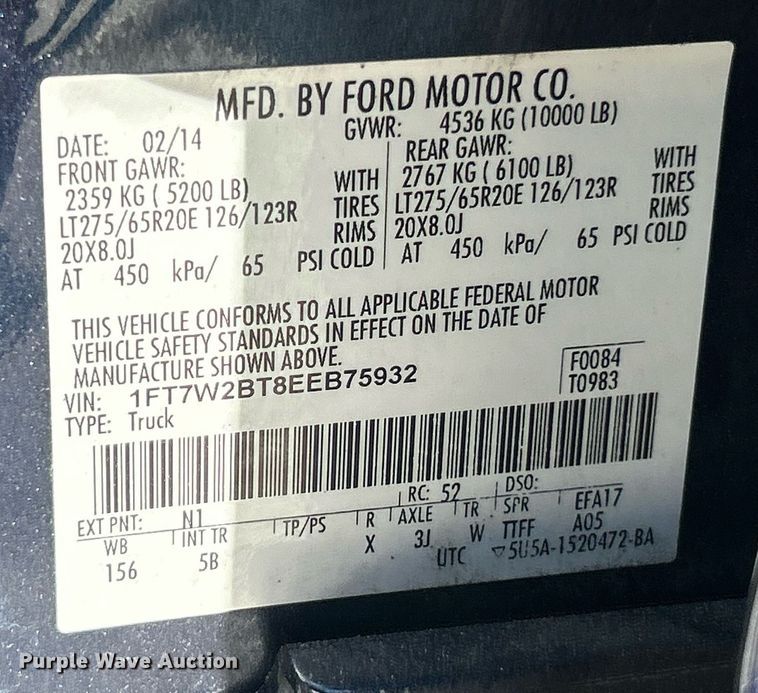 MFD. BY FORD MOTOR CO.
DATE: 02/14
GVWR: 4536 KG (10000 LB)
FRONT GAWR:
2359 KG ( 5200 LB) WITH
LT275/65R20E 126/123R TIRES
20X8.0J RIMS
AT 450 kPa/ 65 PSI COLD
REAR GAWR:
2767 KG ( 6100 LB) WITH
LT275/65R20E 126/123R TIRES
20X8.0J RIMS
AT 450 kPa/ 65 PSI COLD
THIS VEHICLE CONFORMS TO ALL APPLICABLE FEDERAL MOTOR
VEHICLE SAFETY STANDARDS IN EFFECT ON THE DATE OF
MANUFACTURE SHOWN ABOVE.
VIN: 1FT7W2BT8EEB75932
TYPE: Truck
F0084
T0983
EXT PNT: N1 RC: 52 DSO:
WB INT TR TP/PS R AXLE TR SPR EFA17
156 5B X 3J W TTFF A05
UTC ▽5U5A-1520472-BA
Purple Wave Auction